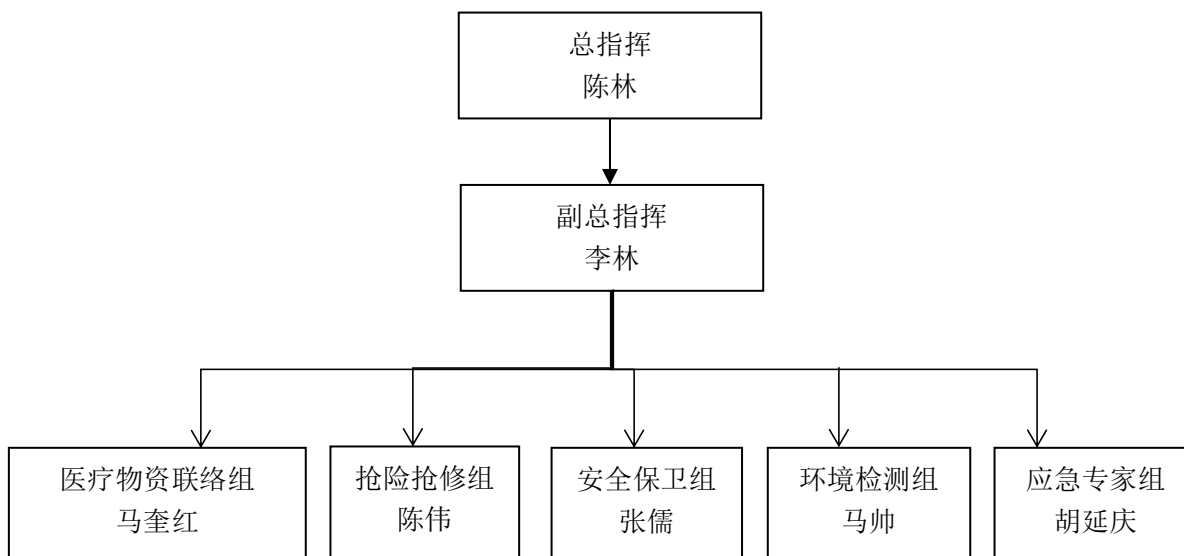 总指挥
陈林
副总指挥
李林
医疗物资联络组
马奎红
抢险抢修组
陈伟
安全保卫组
张儒
环境检测组
马帅
应急专家组
胡延庆